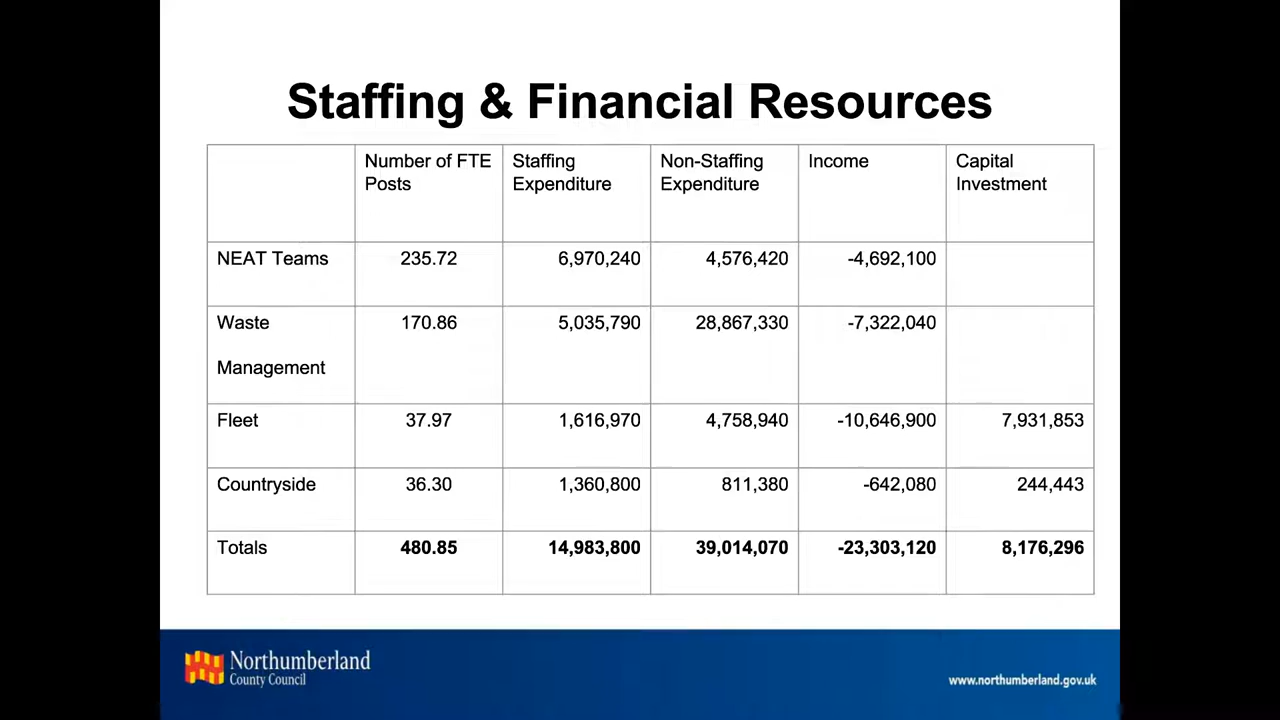 Staffing & Financial Resources
Number of FTE Posts Staffing Expenditure Non-Staffing Expenditure Income Capital Investment
NEAT Teams 235.72 6,970,240 4,576,420 -4,692,100
Waste Management 170.86 5,035,790 28,867,330 -7,322,040
Fleet 37.97 1,616,970 4,758,940 -10,646,900 7,931,853
Countryside 36.30 1,360,800 811,380 -642,080 244,443
Totals 480.85 14,983,800 39,014,070 -23,303,120 8,176,296
Northumberland
County Council
www.northumberland.gov.uk